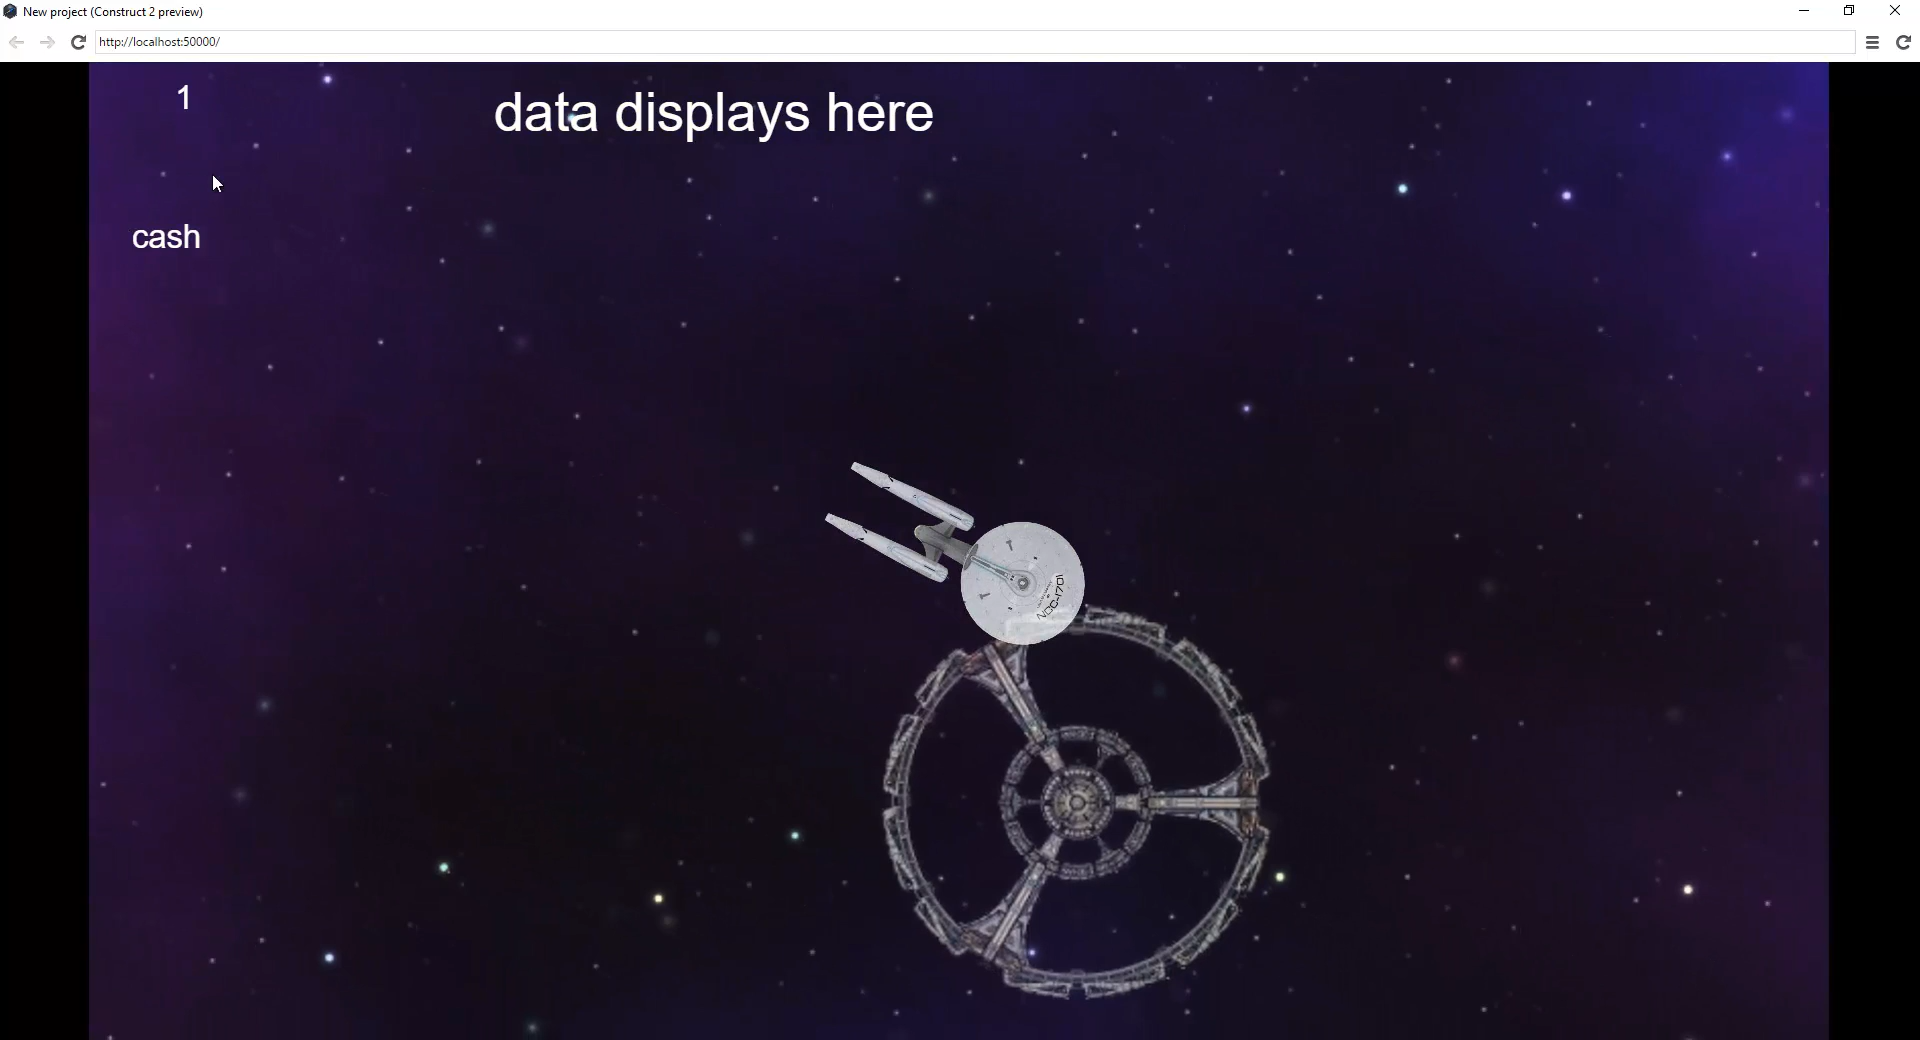 New project (Construct 2 preview)
http://localhost:50000/
1
data displays here
cash
NCC-1701